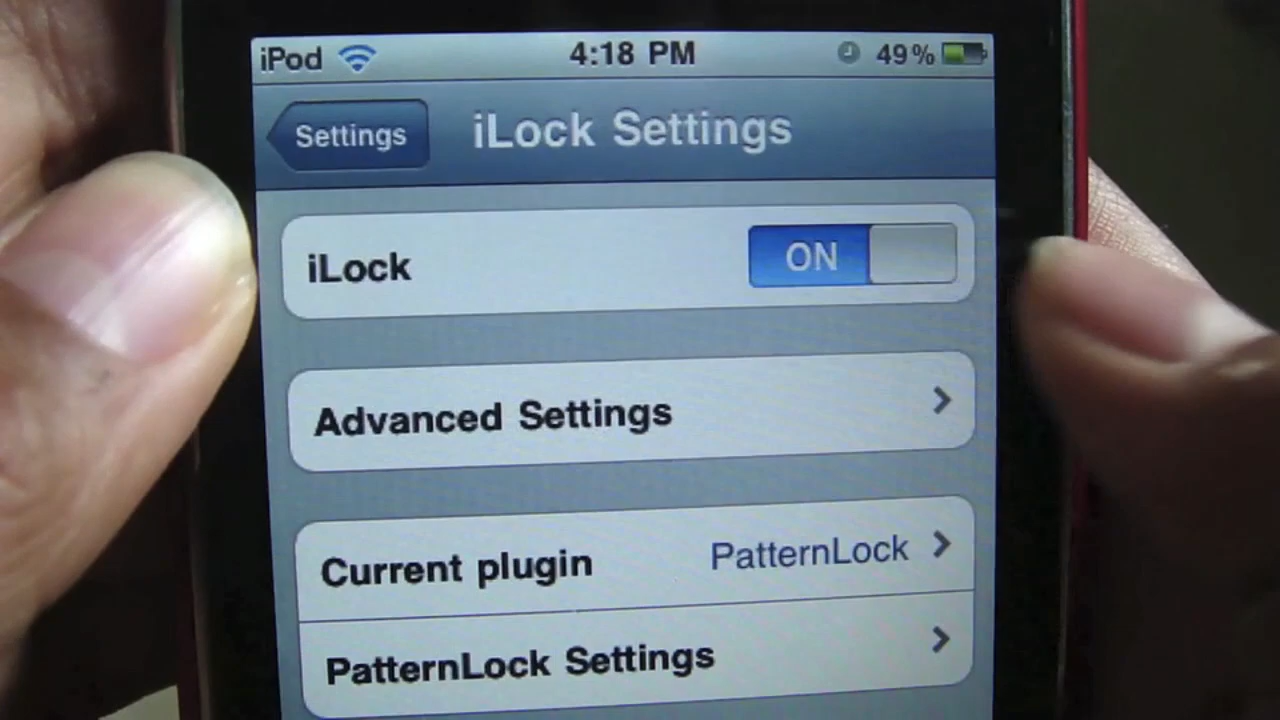 iPod 4:18 PM 49%
Settings iLock Settings
iLock ON
Advanced Settings
Current plugin PatternLock
PatternLock Settings